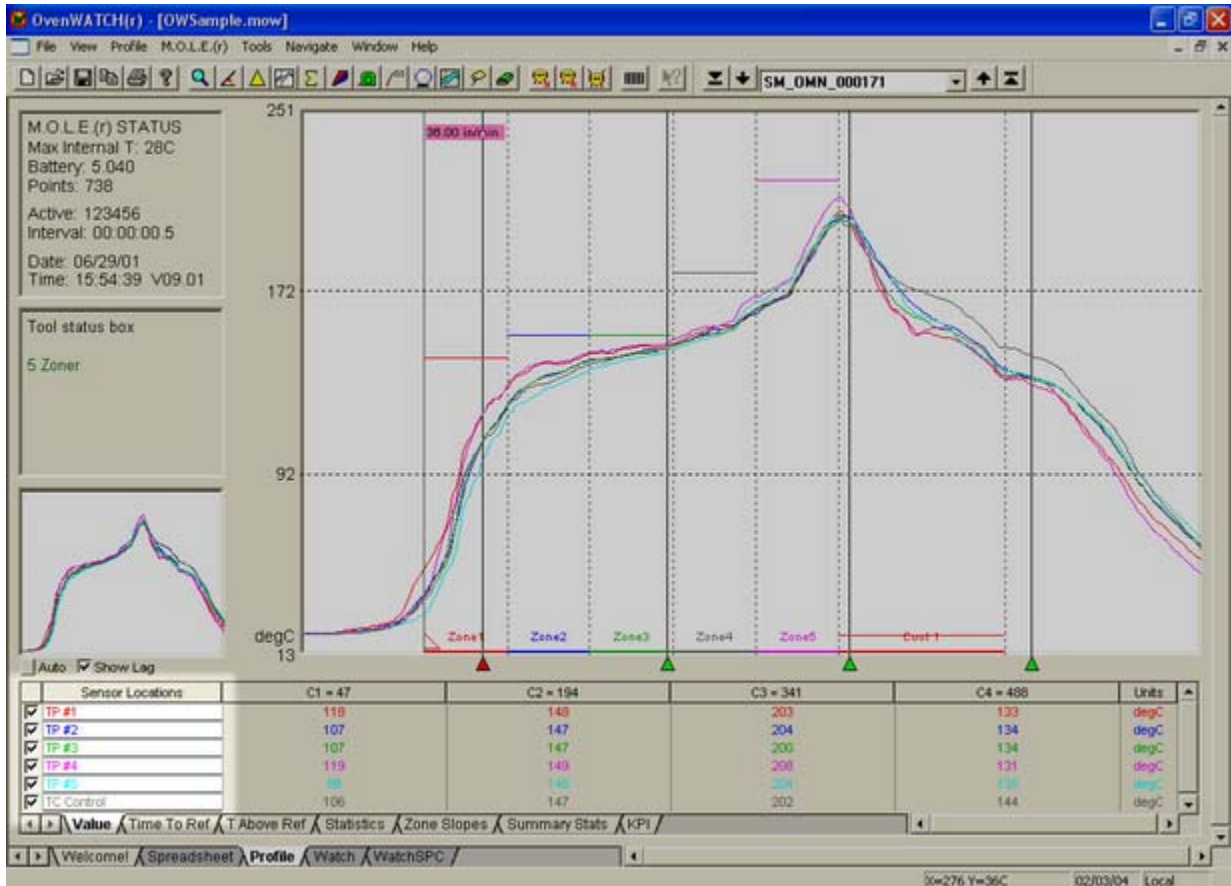 OvenWATCH(r) - [OWSample.mow]
File View Profile M.O.L.E.(r) Tools Navigate Window Help
SM_OMN_000171
M.O.L.E.(r) STATUS
Max Internal T: 28C
Battery: 5.040
Points: 738
Active: 123456
Interval: 00:00:00.5
Date: 06/29/01
Time: 15:54:39 V09.01
Tool status box
5 Zoner
251
36.00 in/min
172
92
degC
13
Zone1 Zone2 Zone3 Zone4 Zone5 Cust 1
Auto Show Lag
Sensor Locations C1 = 47 C2 = 194 C3 = 341 C4 = 488 Units
TP #1 118 148 203 133 degC
TP #2 107 147 204 134 degC
TP #3 107 147 200 134 degC
TP #4 119 149 208 131 degC
TP #5 degC
TC Control 106 147 202 144 degC
Value Time To Ref T Above Ref Statistics Zone Slopes Summary Stats KPI
Welcome! Spreadsheet Profile Watch WatchSPC
X=276 Y=36C 02/03/04 Local